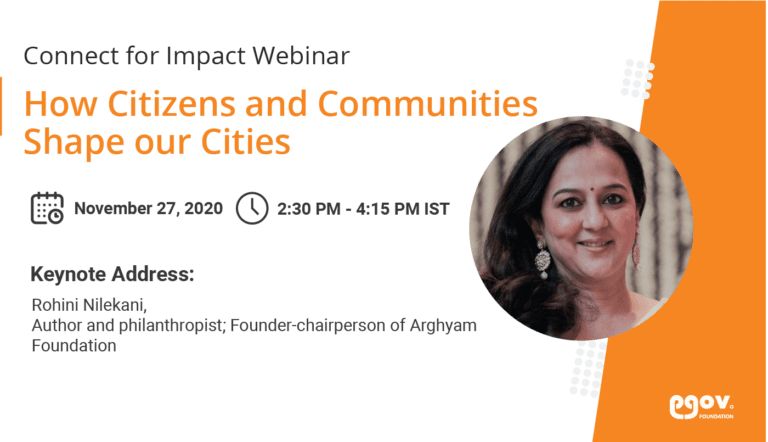 Connect for Impact Webinar
How Citizens and Communities
Shape our Cities
November 27, 2020
2:30 PM - 4:15 PM IST
Keynote Address:
Rohini Nilekani,
Author and philanthropist; Founder-chairperson of Arghyam
Foundation
egov.
FOUNDATION